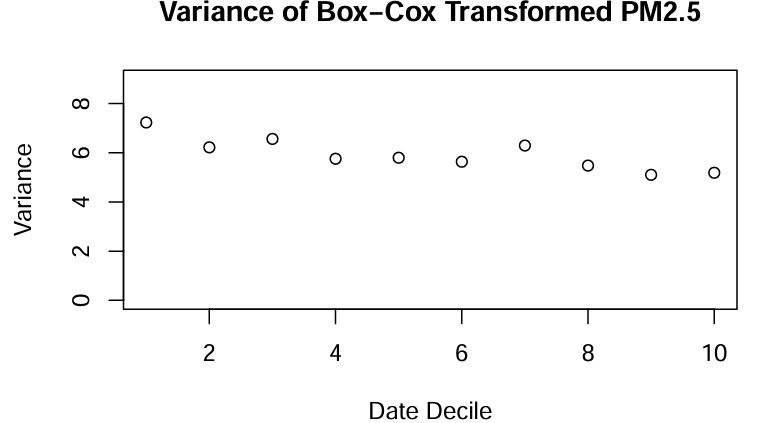 Variance of Box−Cox Transformed PM2.5
Variance
8
6
4
2
0
2 4 6 8 10
Date Decile